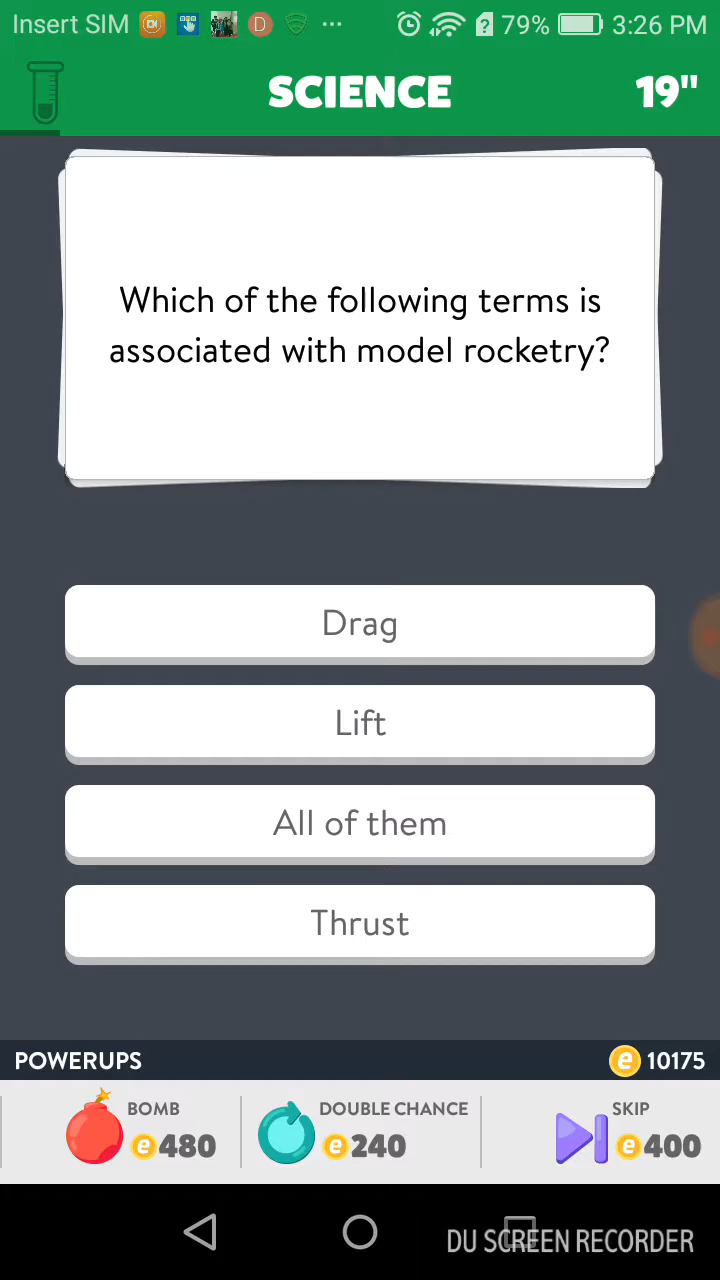 Insert SIM D ... ? 79% 3:26 PM
SCIENCE 19"
Which of the following terms is
associated with model rocketry?
Drag
Lift
All of them
Thrust
POWERUPS e 10175
BOMB
e 480
DOUBLE CHANCE
e 240
SKIP
e 400
DU SCREEN RECORDER